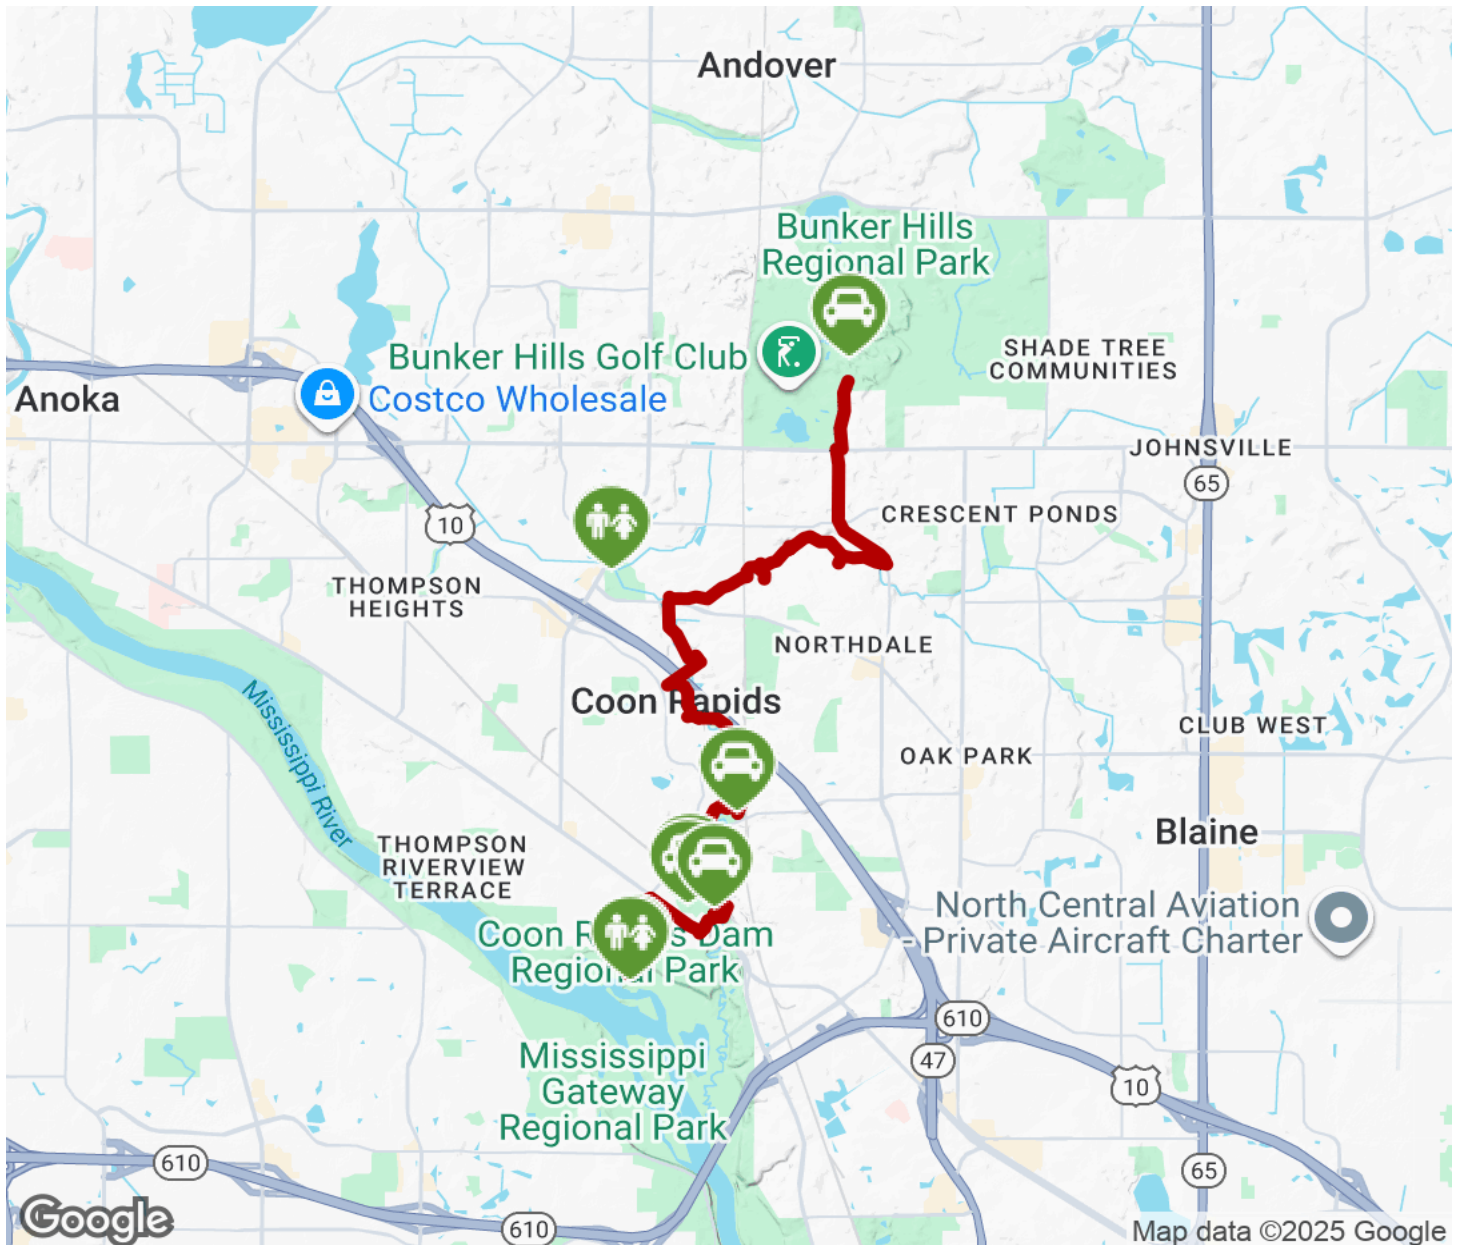 Andover
Bunker Hills
Regional Park
Bunker Hills Golf Club
SHADE TREE
COMMUNITIES
Anoka
Costco Wholesale
JOHNSVILLE
65
10
CRESCENT PONDS
THOMPSON
HEIGHTS
NORTHDALE
Mississippi River
Coon Rapids
CLUB WEST
OAK PARK
THOMPSON
RIVERVIEW
TERRACE
Blaine
North Central Aviation
- Private Aircraft Charter
Coon R s Dam
Regional Park
610
47
Mississippi
Gateway
Regional Park
10
610
65
610
Google
Map data ©2025 Google